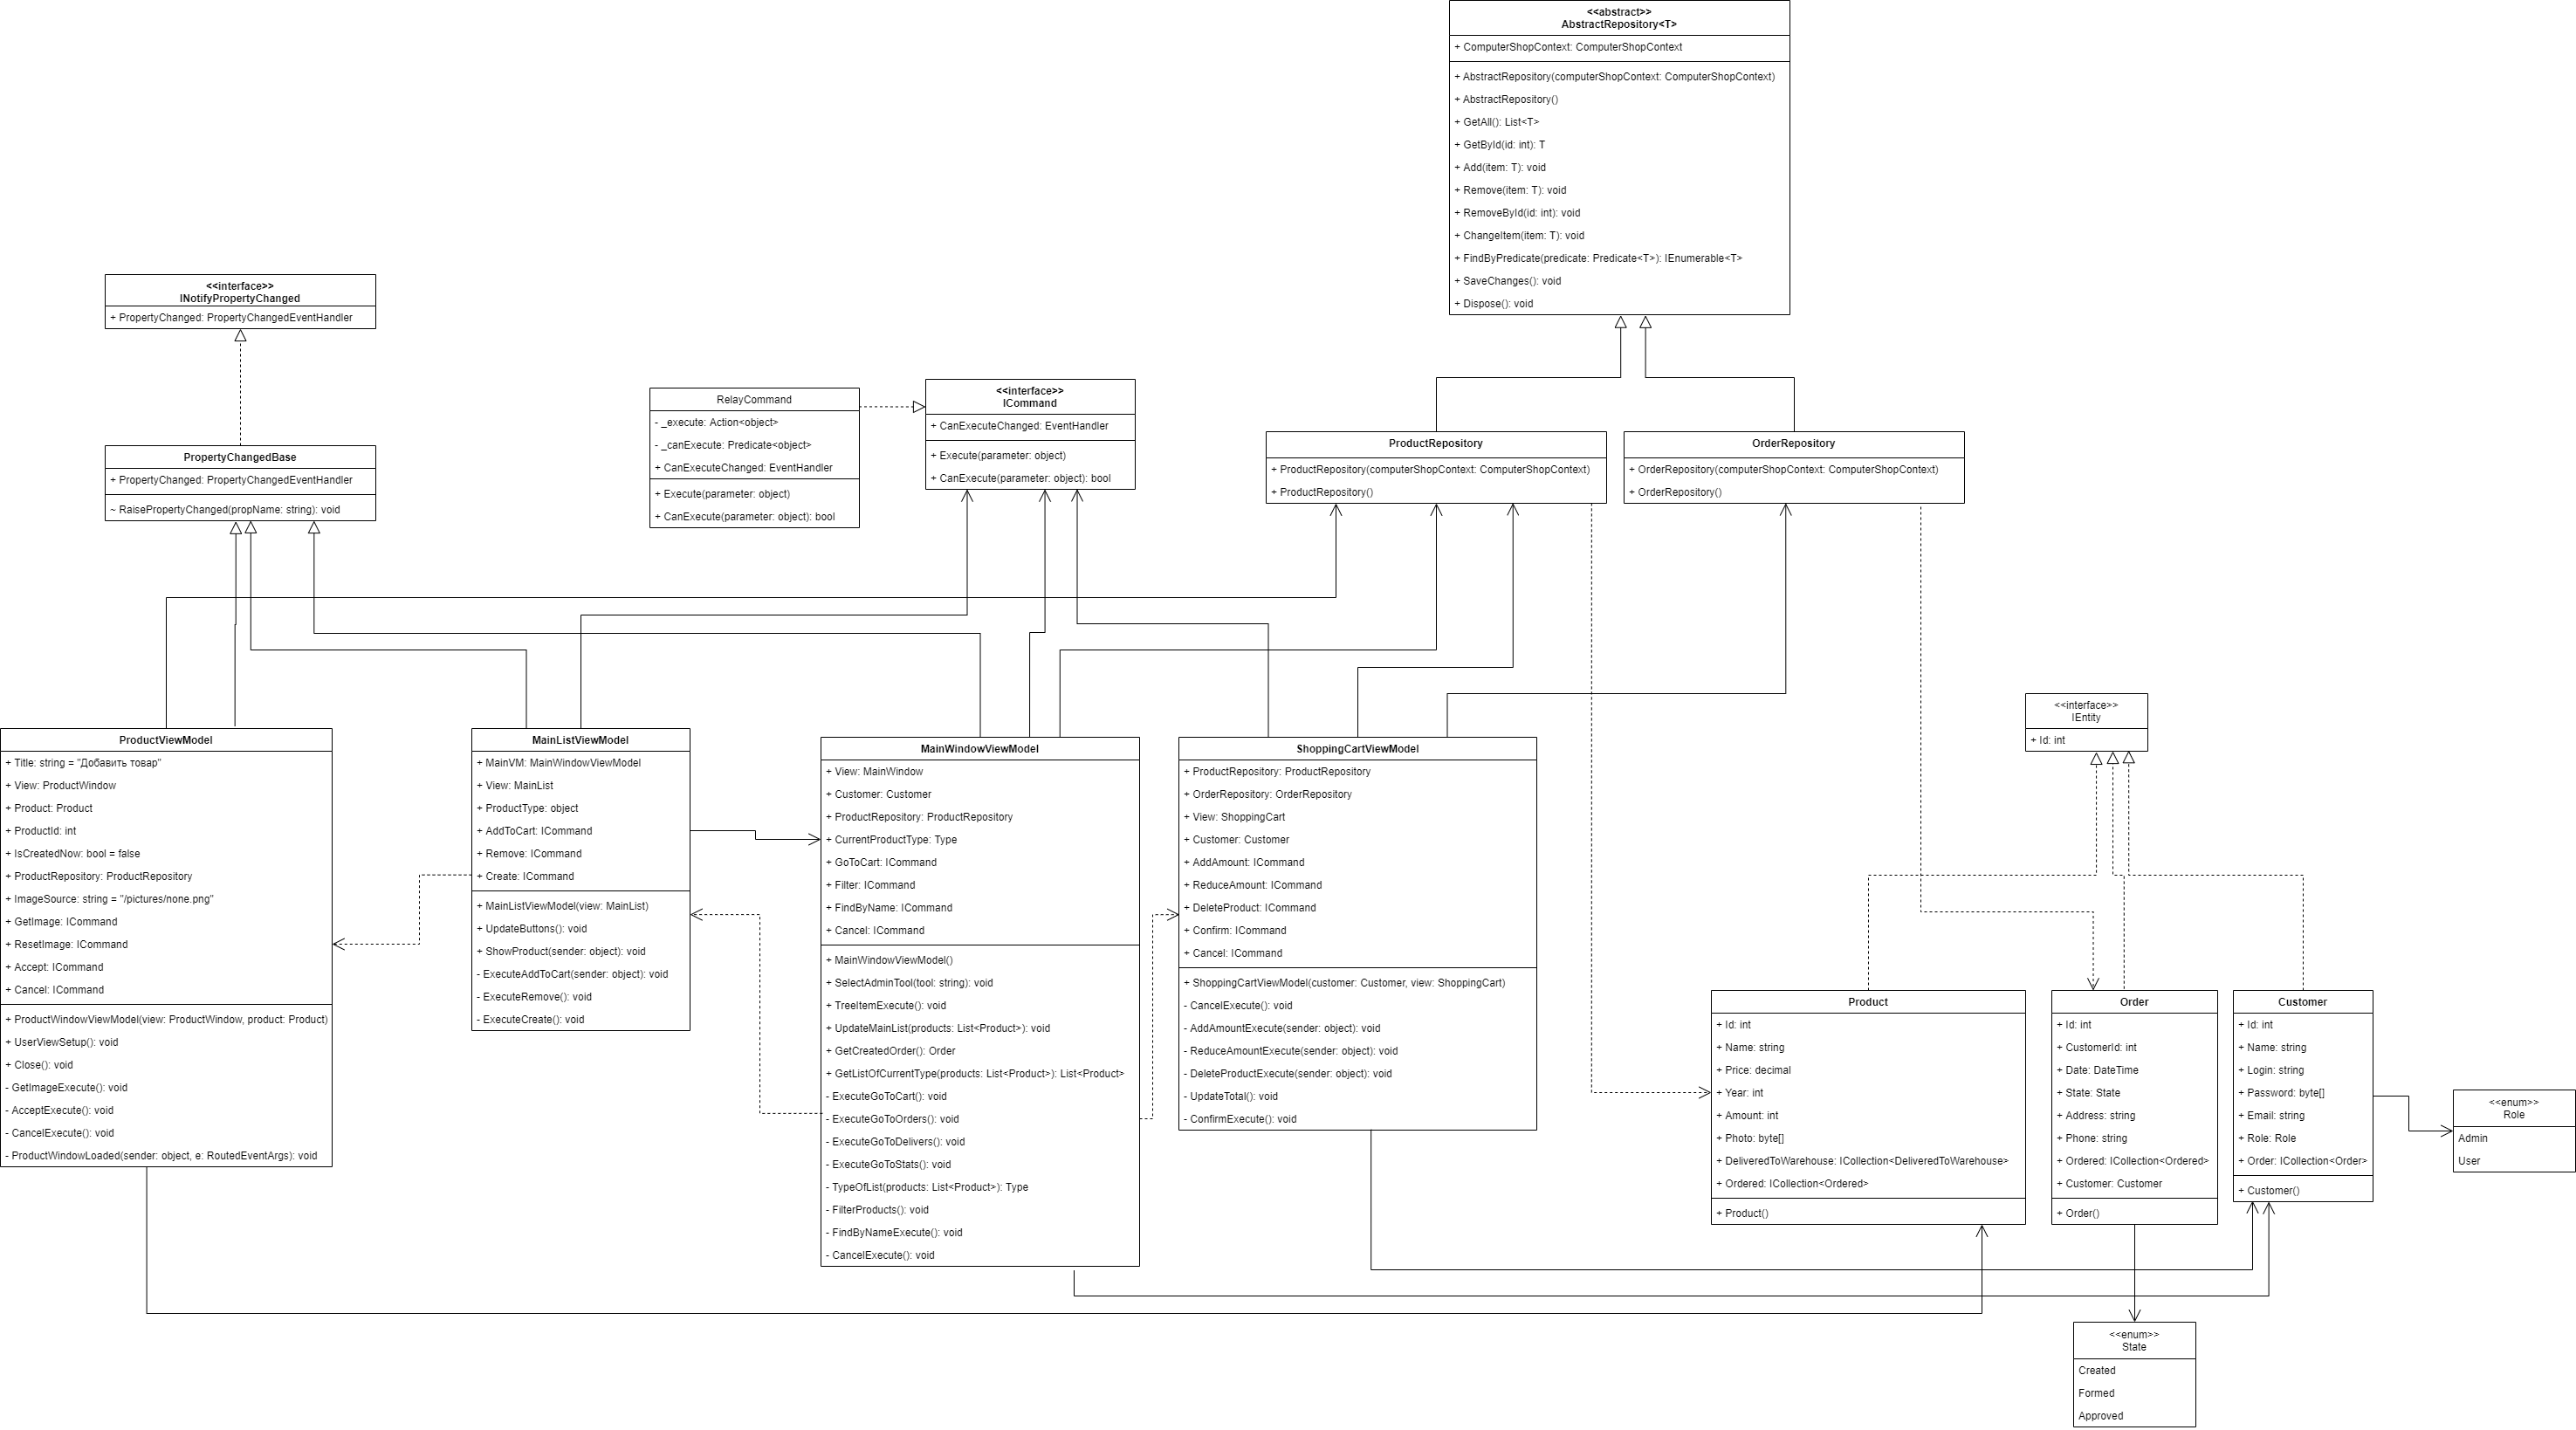 <<abstract>>
AbstractRepository<T>
+ ComputerShopContext: ComputerShopContext
+ AbstractRepository(computerShopContext: ComputerShopContext)
+ AbstractRepository()
+ GetAll(): List<T>
+ GetById(id: int): T
+ Add(item: T): void
+ Remove(item: T): void
+ RemoveById(id: int): void
+ ChangeItem(item: T): void
+ FindByPredicate(predicate: Predicate<T>): IEnumerable<T>
+ SaveChanges(): void
+ Dispose(): void
<<interface>>
INotifyPropertyChanged
+ PropertyChanged: PropertyChangedEventHandler
PropertyChangedBase
+ PropertyChanged: PropertyChangedEventHandler
~ RaisePropertyChanged(propName: string): void
RelayCommand
- _execute: Action<object>
- _canExecute: Predicate<object>
+ CanExecuteChanged: EventHandler
+ Execute(parameter: object)
+ CanExecute(parameter: object): bool
<<interface>>
ICommand
+ CanExecuteChanged: EventHandler
+ Execute(parameter: object)
+ CanExecute(parameter: object): bool
ProductRepository
+ ProductRepository(computerShopContext: ComputerShopContext)
+ ProductRepository()
OrderRepository
+ OrderRepository(computerShopContext: ComputerShopContext)
+ OrderRepository()
ProductViewModel
+ Title: string = "Добавить товар"
+ View: ProductWindow
+ Product: Product
+ ProductId: int
+ IsCreatedNow: bool = false
+ ProductRepository: ProductRepository
+ ImageSource: string = "/pictures/none.png"
+ GetImage: ICommand
+ ResetImage: ICommand
+ Accept: ICommand
+ Cancel: ICommand
+ ProductWindowViewModel(view: ProductWindow, product: Product)
+ UserViewSetup(): void
+ Close(): void
- GetImageExecute(): void
- AcceptExecute(): void
- CancelExecute(): void
- ProductWindowLoaded(sender: object, e: RoutedEventArgs): void
MainListViewModel
+ MainVM: MainWindowViewModel
+ View: MainList
+ ProductType: object
+ AddToCart: ICommand
+ Remove: ICommand
+ Create: ICommand
+ MainListViewModel(view: MainList)
+ UpdateButtons(): void
+ ShowProduct(sender: object): void
- ExecuteAddToCart(sender: object): void
- ExecuteRemove(): void
- ExecuteCreate(): void
MainWindowViewModel
+ View: MainWindow
+ Customer: Customer
+ ProductRepository: ProductRepository
+ CurrentProductType: Type
+ GoToCart: ICommand
+ Filter: ICommand
+ FindByName: ICommand
+ Cancel: ICommand
+ MainWindowViewModel()
+ SelectAdminTool(tool: string): void
+ TreeItemExecute(): void
+ UpdateMainList(products: List<Product>): void
+ GetCreatedOrder(): Order
+ GetListOfCurrentType(products: List<Product>): List<Product>
- ExecuteGoToCart(): void
- ExecuteGoToOrders(): void
- ExecuteGoToDelivers(): void
- ExecuteGoToStats(): void
- TypeOfList(products: List<Product>): Type
- FilterProducts(): void
- FindByNameExecute(): void
- CancelExecute(): void
ShoppingCartViewModel
+ ProductRepository: ProductRepository
+ OrderRepository: OrderRepository
+ View: ShoppingCart
+ Customer: Customer
+ AddAmount: ICommand
+ ReduceAmount: ICommand
+ DeleteProduct: ICommand
+ Confirm: ICommand
+ Cancel: ICommand
+ ShoppingCartViewModel(customer: Customer, view: ShoppingCart)
- CancelExecute(): void
- AddAmountExecute(sender: object): void
- ReduceAmountExecute(sender: object): void
- DeleteProductExecute(sender: object): void
- UpdateTotal(): void
- ConfirmExecute(): void
<<interface>>
IEntity
+ Id: int
Product
+ Id: int
+ Name: string
+ Price: decimal
+ Year: int
+ Amount: int
+ Photo: byte[]
+ DeliveredToWarehouse: ICollection<DeliveredToWarehouse>
+ Ordered: ICollection<Ordered>
+ Product()
Order
+ Id: int
+ CustomerId: int
+ Date: DateTime
+ State: State
+ Address: string
+ Phone: string
+ Ordered: ICollection<Ordered>
+ Customer: Customer
+ Order()
Customer
+ Id: int
+ Name: string
+ Login: string
+ Password: byte[]
+ Email: string
+ Role: Role
+ Order: ICollection<Order>
+ Customer()
<<enum>>
Role
Admin
User
<<enum>>
State
Created
Formed
Approved